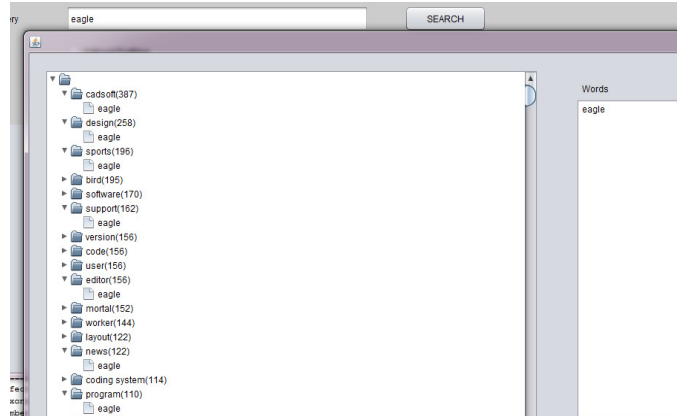 ery eagle SEARCH
Words
cadsoft(387)
eagle
eagle
design(258)
eagle
sports(196)
eagle
bird(195)
software(170)
support(162)
eagle
version(156)
code(156)
user(156)
editor(156)
eagle
mortal(152)
worker(144)
layout(122)
news(122)
eagle
coding system(114)
program(110)
eagle